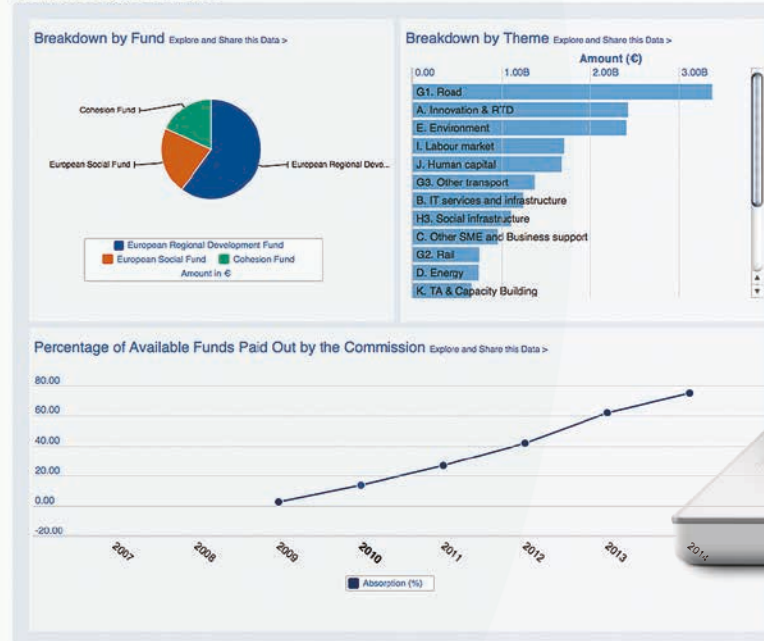 Breakdown by Fund Explore and Share this Data >
Cohesion Fund
European Social Fund
European Regional Devo...
European Regional Development Fund
European Social Fund Cohesion Fund
Amount in €
Breakdown by Theme Explore and Share this Data >
Amount (€)
0.00 1.00B 2.00B 3.00B
G1. Road
A. Innovation & RTD
E. Environment
I. Labour market
J. Human capital
G3. Other transport
B. IT services and infrastructure
H3. Social infrastructure
C. Other SME and Business support
G2. Rail
D. Energy
K. TA & Capacity Building
Percentage of Available Funds Paid Out by the Commission Explore and Share this Data >
80.00
60.00
40.00
20.00
0.00
-20.00
2007 2008 2009 2010 2011 2012 2013 2014
Absorption (%)